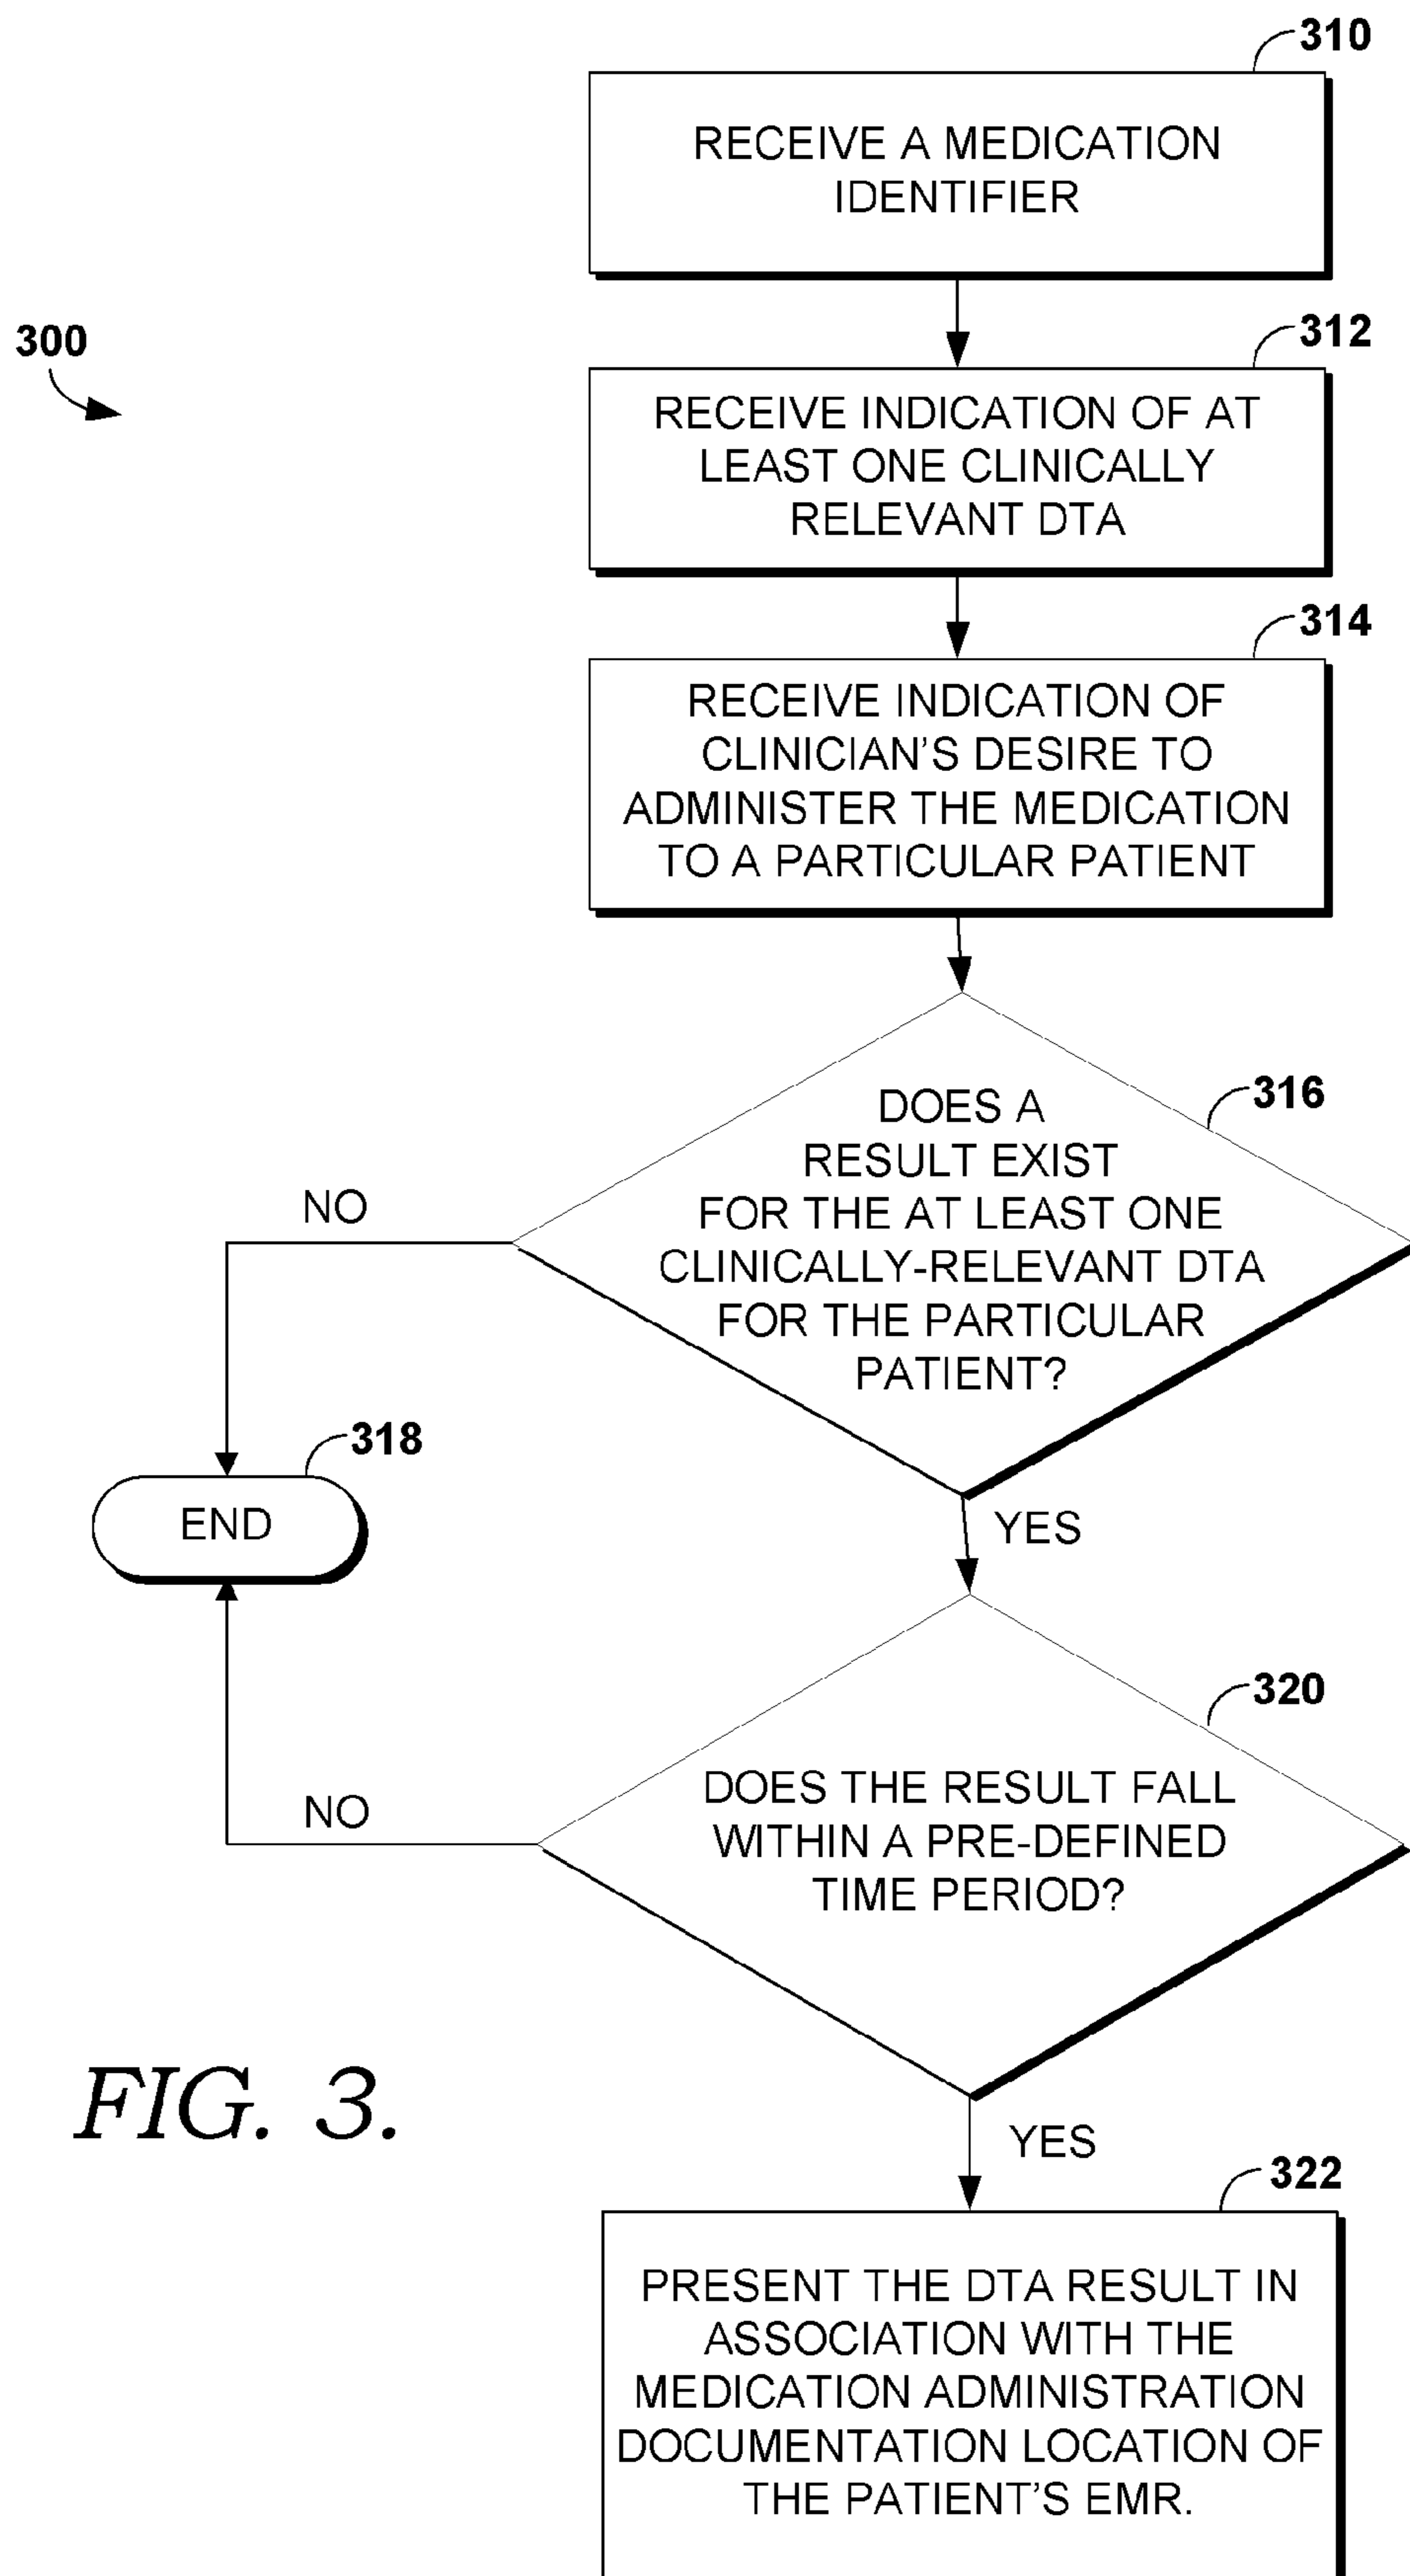 310
RECEIVE A MEDICATION
IDENTIFIER
300
312
RECEIVE INDICATION OF AT
LEAST ONE CLINICALLY
RELEVANT DTA
314
RECEIVE INDICATION OF
CLINICIAN'S DESIRE TO
ADMINISTER THE MEDICATION
TO A PARTICULAR PATIENT
316
DOES A
RESULT EXIST
FOR THE AT LEAST ONE
CLINICALLY-RELEVANT DTA
FOR THE PARTICULAR
PATIENT?
NO
318
END
YES
320
DOES THE RESULT FALL
WITHIN A PRE-DEFINED
TIME PERIOD?
NO
FIG. 3.
YES
322
PRESENT THE DTA RESULT IN
ASSOCIATION WITH THE
MEDICATION ADMINISTRATION
DOCUMENTATION LOCATION OF
THE PATIENT'S EMR.